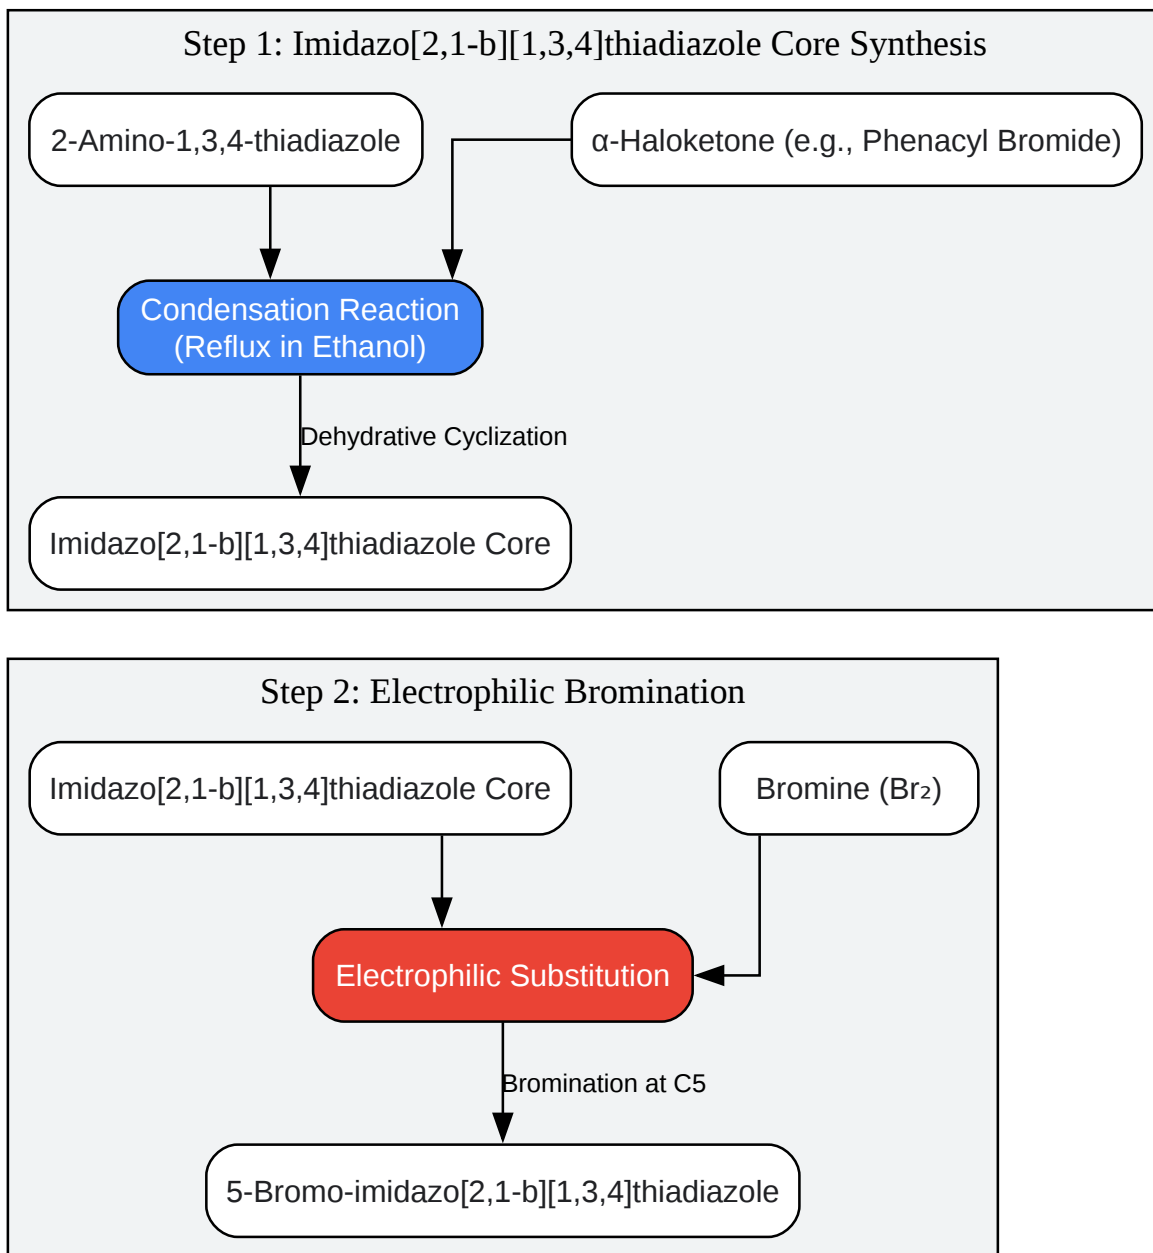 Step 1: Imidazo[2,1-b][1,3,4]thiadiazole Core Synthesis
2-Amino-1,3,4-thiadiazole
α-Haloketone (e.g., Phenacyl Bromide)
Condensation Reaction
(Reflux in Ethanol)
Dehydrative Cyclization
Imidazo[2,1-b][1,3,4]thiadiazole Core
Step 2: Electrophilic Bromination
Imidazo[2,1-b][1,3,4]thiadiazole Core
Bromine (Br₂)
Electrophilic Substitution
Bromination at C5
5-Bromo-imidazo[2,1-b][1,3,4]thiadiazole